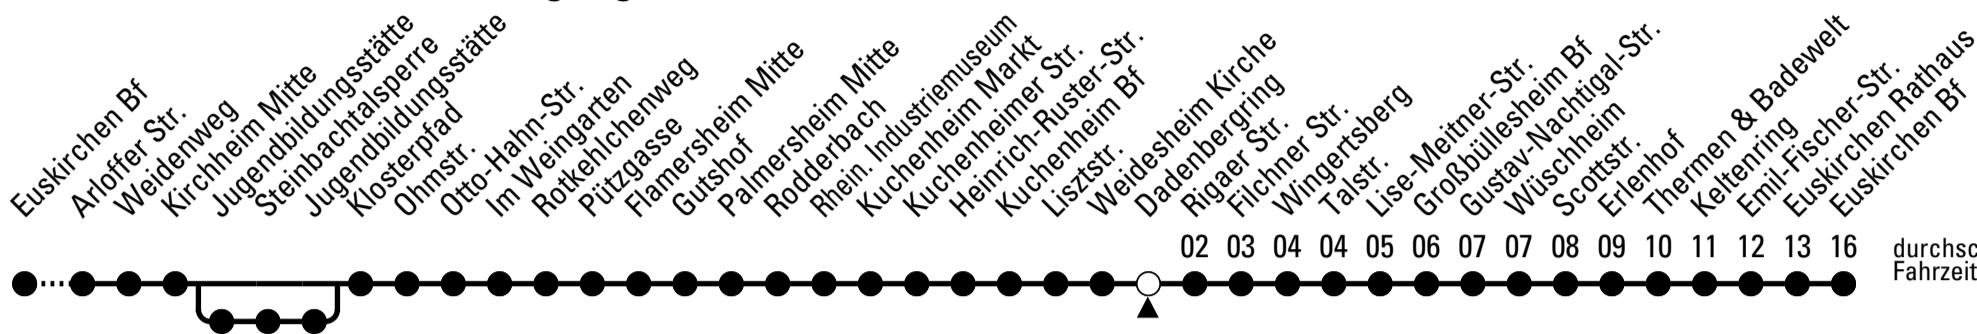 Euskirchen Bf
Arloffer Str.
Weidenweg
Kirchheim Mitte
Jugendbildungsstätte
Steinbachtalsperre
Jugendbildungsstätte
Klosterpfad
Ohmstr.
Otto-Hahn-Str.
Im Weingarten
Rotkehlchenweg
Pützgasse
Flamersheim Mitte
Gutshof
Palmersheim Mitte
Rodderbach
Rhein. Industriemuseum
Kuchenheim Markt
Kuchenheimer Str.
Heinrich-Ruster-Str.
Kuchenheim Bf
Lisztstr.
Weidesheim Kirche
Dadenbergring
Rigaer Str.
Filchner Str.
Wingertsberg
Talstr.
Lise-Meitner-Str.
Großbüllesheim Bf
Gustav-Nachtigal-Str.
Wüschheim
Scottstr.
Erlenhof
Thermen & Badewelt
Keltenring
Emil-Fischer-Str.
Euskirchen Rathaus
Euskirchen Bf
02 03 04 04 05 06 07 07 08 09 10 11 12 13 16
durchsc
Fahrzeit